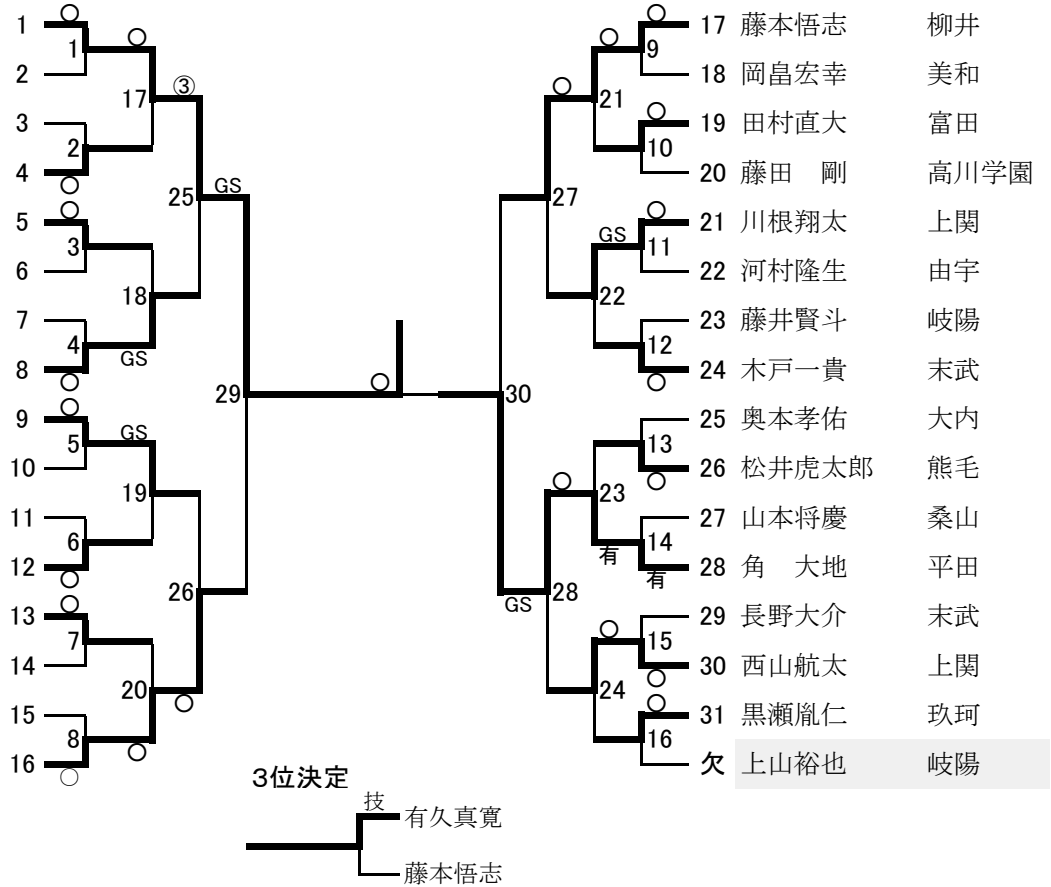 1 ○ ○ 17 藤本悟志 柳井
1 ○ ○ 9
2 ○ 18 岡畠宏幸 美和
17 ③ 21
3 ○ 19 田村直大 富田
2 10
4 20 藤田 剛 高川学園
○
25 GS 27
○ ○
5 GS 21 川根翔太 上関
3 11
6 22 河村隆生 由宇
18 22
7 23 藤井賢斗 岐陽
4 12
GS
8 24 木戸一貴 末武
○ ○
29 ○ 30
○
9 25 奥本孝佑 大内
GS
5 13
10 26 松井虎太郎 熊毛
○ ○
19 23
11 27 山本将慶 桑山
6 14
有
12 28 角 大地 平田
○ 有
26 GS 28
○
13 29 長野大介 末武
○
7 15
14 30 西山航太 上関
○
20 24
○ ○
15 31 黒瀬胤仁 玖珂
8 16
○
16 欠 上山裕也 岐陽
○
3位決定
技
有久真寛
藤本悟志